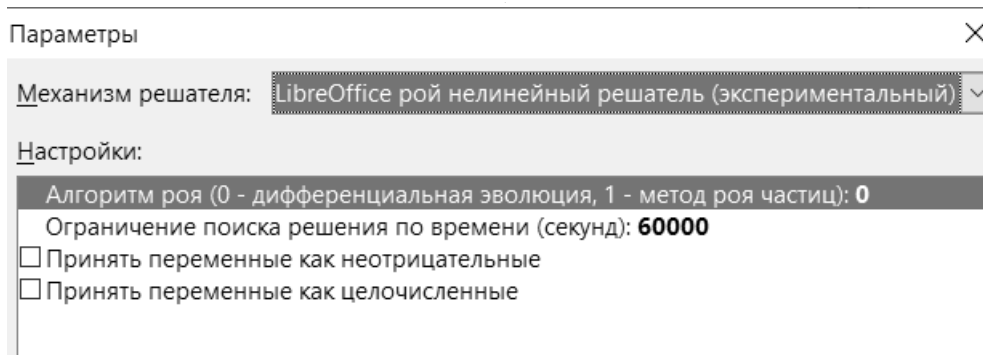 Параметры
Механизм решателя: LibreOffice рой нелинейный решатель (экспериментальный)
Настройки:
Алгоритм роя (0 - дифференциальная эволюция, 1 - метод роя частиц): 0
Ограничение поиска решения по времени (секунд): 60000
Принять переменные как неотрицательные
Принять переменные как целочисленные